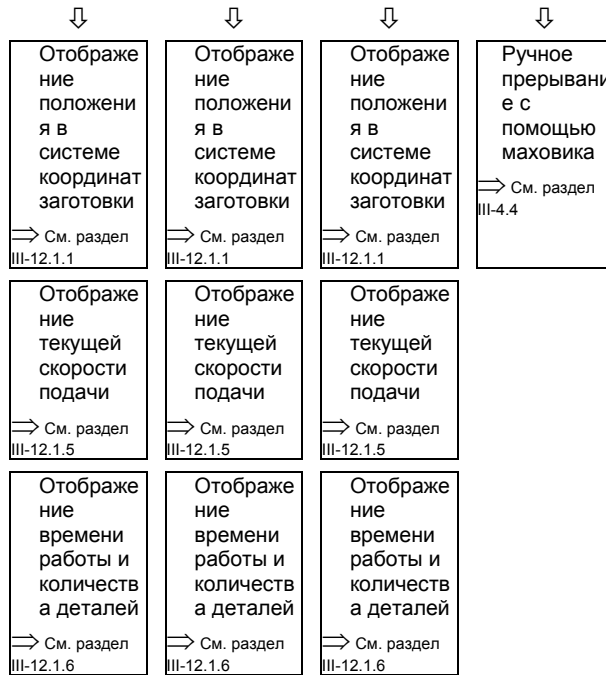 ⇩ ⇩ ⇩ ⇩
Отображе
ние
положени
я в
системе
координат
заготовки
⇒ См. раздел
III-12.1.1
Отображе
ние
положени
я в
системе
координат
заготовки
⇒ См. раздел
III-12.1.1
Отображе
ние
положени
я в
системе
координат
заготовки
⇒ См. раздел
III-12.1.1
Ручное
прерывани
е с
помощью
маховика
⇒ См. раздел
III-4.4
Отображе
ние
текущей
скорости
подачи
⇒ См. раздел
III-12.1.5
Отображе
ние
текущей
скорости
подачи
⇒ См. раздел
III-12.1.5
Отображе
ние
текущей
скорости
подачи
⇒ См. раздел
III-12.1.5
Отображе
ние
времени
работы и
количеств
а деталей
⇒ См. раздел
III-12.1.6
Отображе
ние
времени
работы и
количеств
а деталей
⇒ См. раздел
III-12.1.6
Отображе
ние
времени
работы и
количеств
а деталей
⇒ См. раздел
III-12.1.6